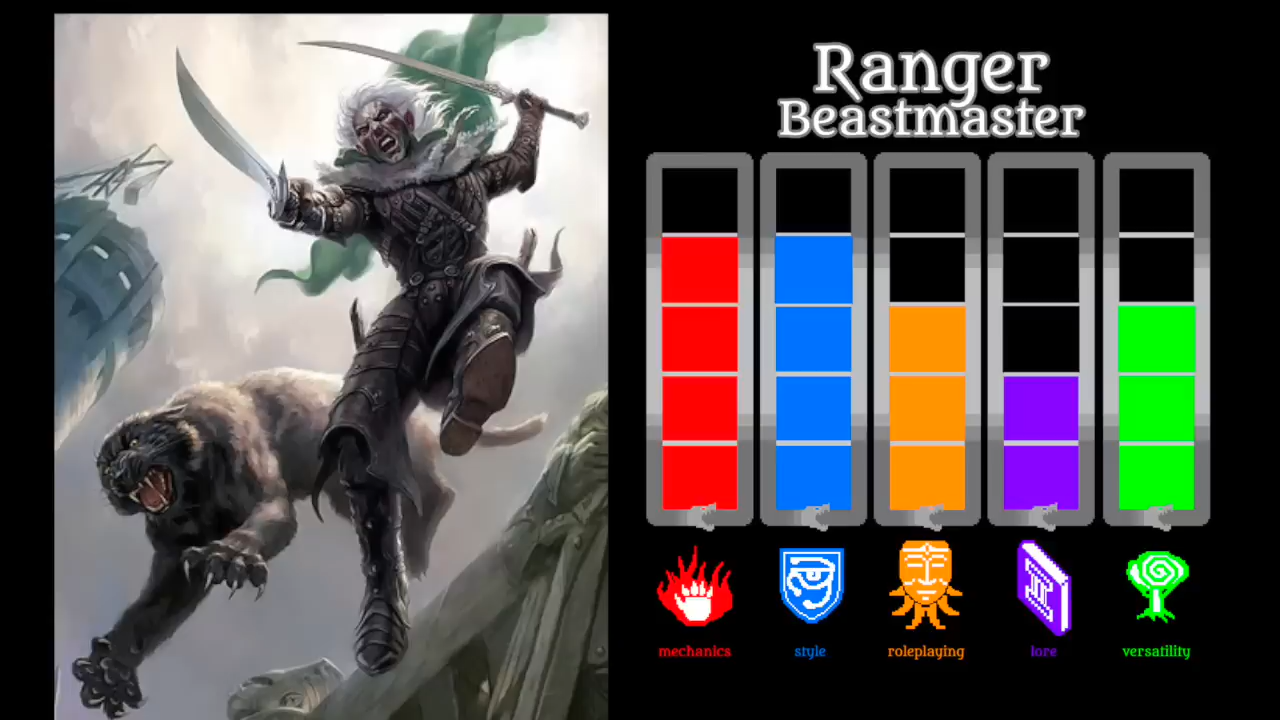 Ranger
Beastmaster
mechanics
style
roleplaying
lore
versatility